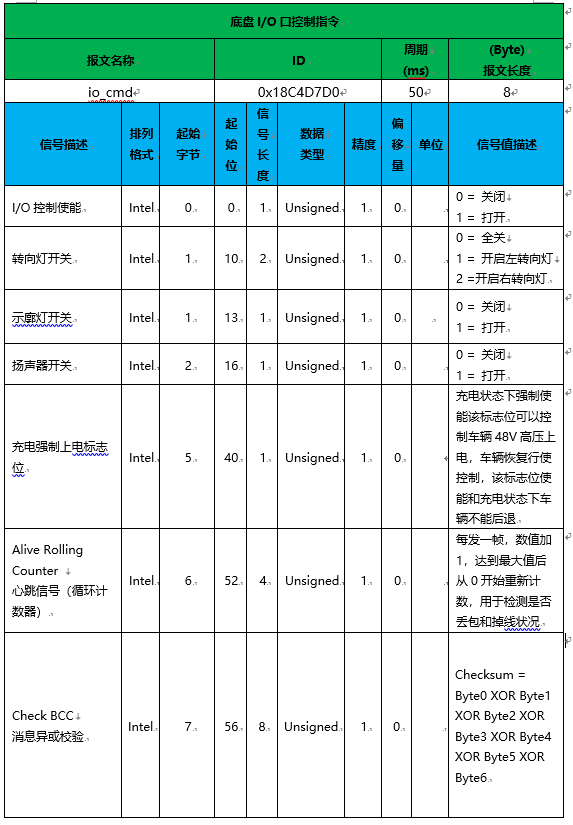 底盘 I/O 口控制指令
报文名称 ID 周期 (ms) (Byte) 报文长度
io_cmd 0x18C4D7D0 50 8
信号描述 排列格式 起始字节 起始位 信号长度 数据类型 精度 偏移量 单位 信号值描述
I/O 控制使能 Intel 0 0 1 Unsigned 1 0
0 = 关闭
1 = 打开
转向灯开关 Intel 1 10 2 Unsigned 1 0
0 = 全关
1 = 开启左转向灯
2 =开启右转向灯
示廓灯开关 Intel 1 13 1 Unsigned 1 0
0 = 关闭
1 = 打开
扬声器开关 Intel 2 16 1 Unsigned 1 0
0 = 关闭
1 = 打开
充电强制上电标志
位
Intel 5 40 1 Unsigned 1 0
充电状态下强制使
能该标志位可以控
制车辆 48V 高压上
电，车辆恢复行使
控制，该标志位使
能和充电状态下车
辆不能后退
Alive Rolling
Counter
心跳信号（循环计
数器）
Intel 6 52 4 Unsigned 1 0
每发一帧，数值加
1，达到最大值后
从 0 开始重新计
数，用于检测是否
丢包和掉线状况
Check BCC
消息异或校验
Intel 7 56 8 Unsigned 1 0
Checksum =
Byte0 XOR Byte1
XOR Byte2 XOR
Byte3 XOR Byte4
XOR Byte5 XOR
Byte6